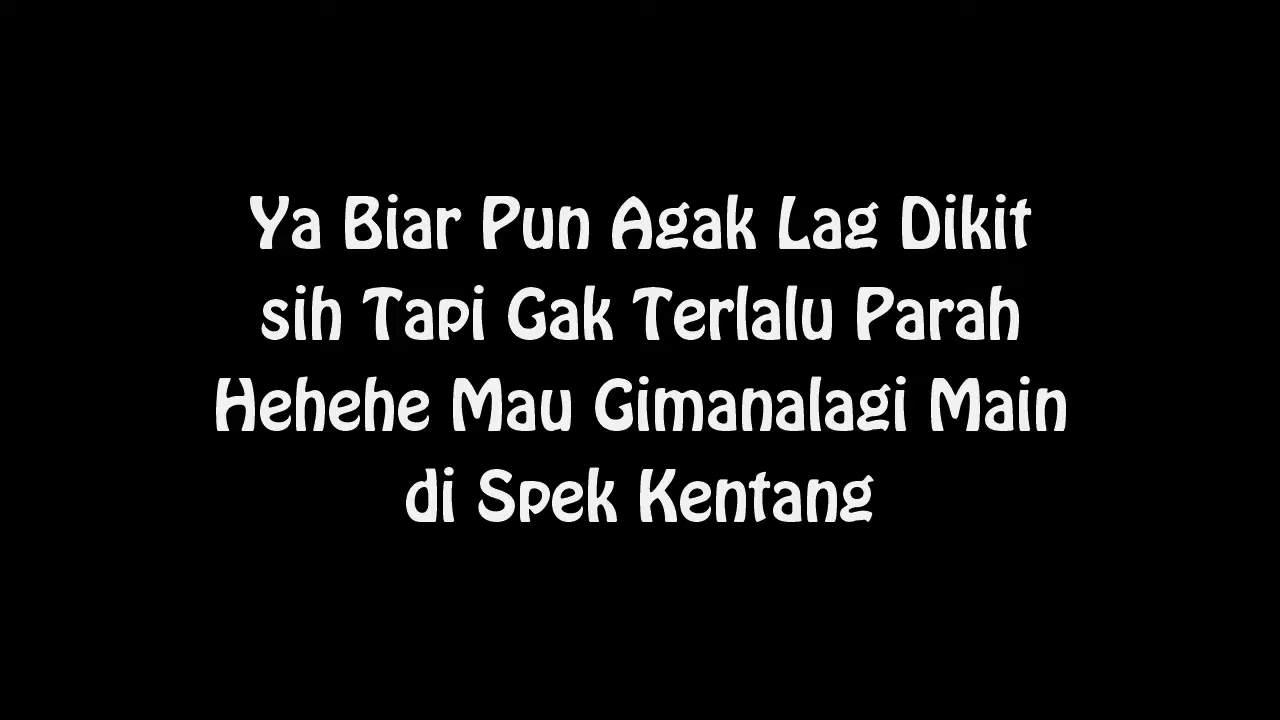 Ya Biar Pun Agak Lag Dikit
sih Tapi Gak Terlalu Parah
Hehehe Mau Gimanalagi Main
di Spek Kentang